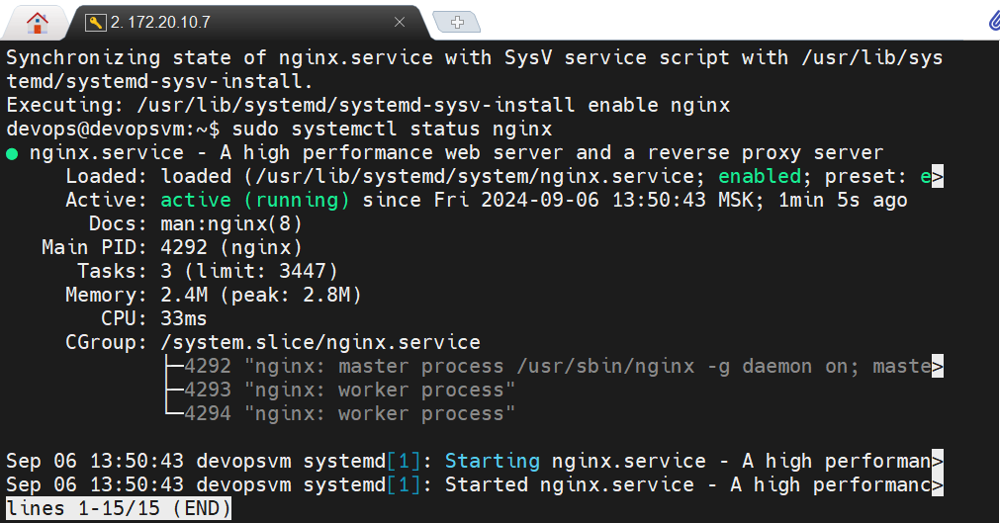 2. 172.20.10.7
Synchronizing state of nginx.service with SysV service script with /usr/lib/sys
temd/systemd-sysv-install.
Executing: /usr/lib/systemd/systemd-sysv-install enable nginx
devops@devopsvm:~$ sudo systemctl status nginx
● nginx.service - A high performance web server and a reverse proxy server
     Loaded: loaded (/usr/lib/systemd/system/nginx.service; enabled; preset: e>
     Active: active (running) since Fri 2024-09-06 13:50:43 MSK; 1min 5s ago
       Docs: man:nginx(8)
   Main PID: 4292 (nginx)
      Tasks: 3 (limit: 3447)
     Memory: 2.4M (peak: 2.8M)
        CPU: 33ms
     CGroup: /system.slice/nginx.service
             ├─4292 "nginx: master process /usr/sbin/nginx -g daemon on; maste>
             ├─4293 "nginx: worker process"
             └─4294 "nginx: worker process"
Sep 06 13:50:43 devopsvm systemd[1]: Starting nginx.service - A high performan>
Sep 06 13:50:43 devopsvm systemd[1]: Started nginx.service - A high performanc>
lines 1-15/15 (END)